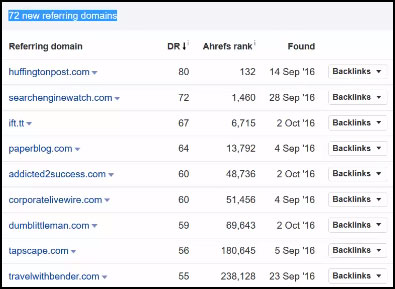 72 new referring domains
Referring domain DR Ahrefs rank Found
huffingtonpost.com 80 132 14 Sep '16 Backlinks
searchenginewatch.com 72 1,460 28 Sep '16 Backlinks
ift.tt 67 6,715 2 Oct '16 Backlinks
paperblog.com 64 13,792 4 Sep '16 Backlinks
addicted2success.com 60 48,736 2 Oct '16 Backlinks
corporatelivewire.com 60 51,456 4 Sep '16 Backlinks
dumblittleman.com 59 69,643 2 Oct '16 Backlinks
tapscape.com 56 180,645 5 Sep '16 Backlinks
travelwithbender.com 55 238,128 23 Sep '16 Backlinks